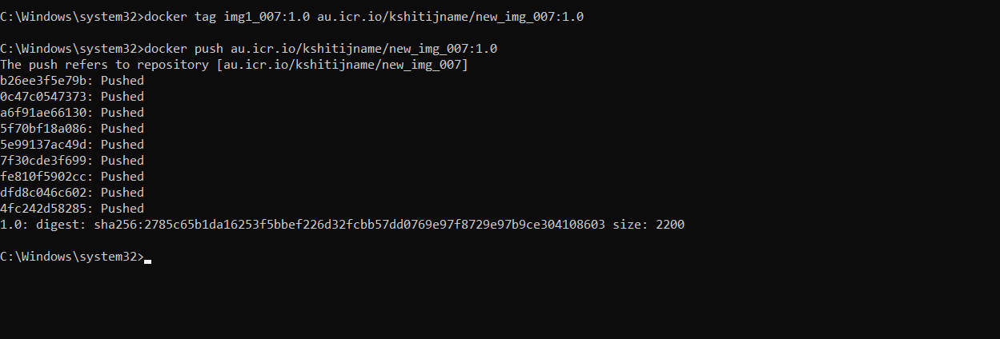 C:\Windows\system32>docker tag img1_007:1.0 au.icr.io/kshitijname/new_img_007:1.0
C:\Windows\system32>docker push au.icr.io/kshitijname/new_img_007:1.0
The push refers to repository [au.icr.io/kshitijname/new_img_007]
b26ee3f5e79b: Pushed
0c47c0547373: Pushed
a6f91ae66130: Pushed
5f70bf18a086: Pushed
5e99137ac49d: Pushed
7f30cde3f699: Pushed
fe810f5902cc: Pushed
dfd8c046c602: Pushed
4fc242d58285: Pushed
1.0: digest: sha256:2785c65b1da16253f5bbef226d32fcbb57dd0769e97f8729e97b9ce304108603 size: 2200
C:\Windows\system32>